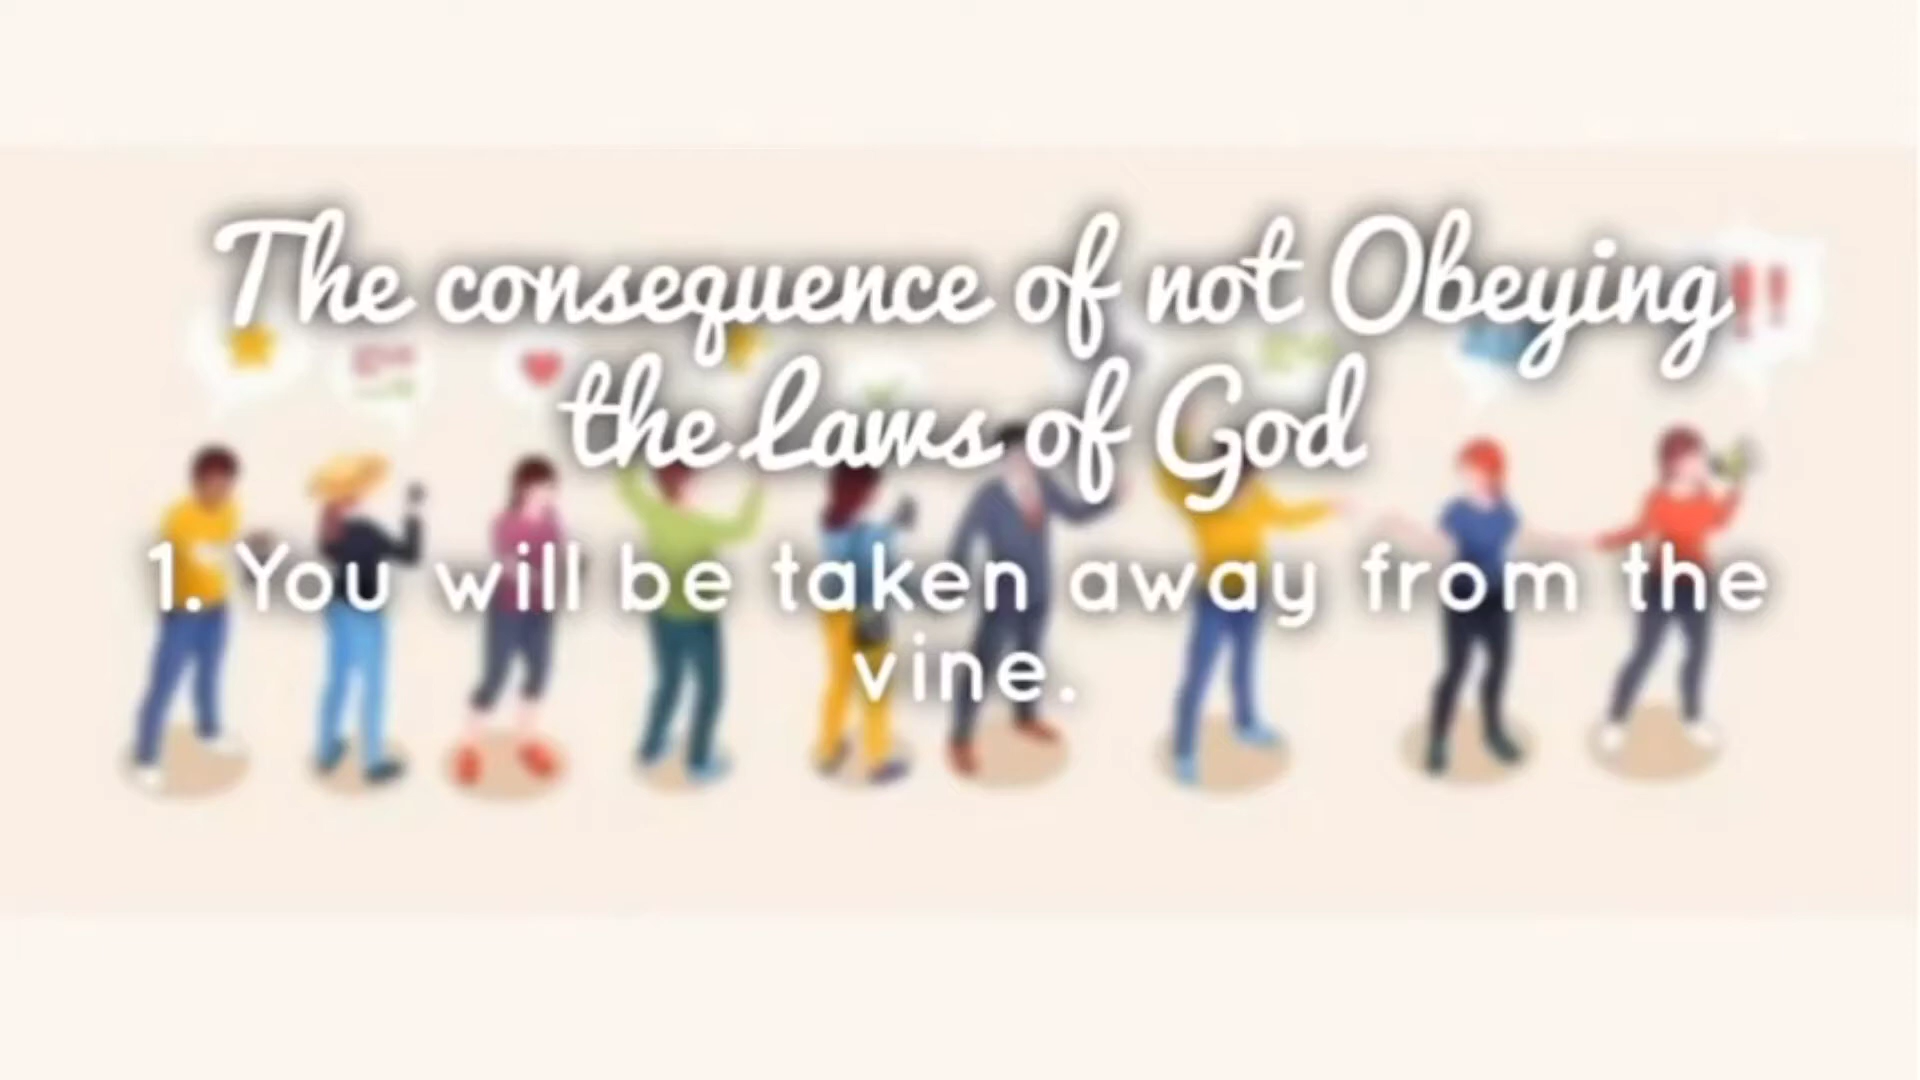 The consequence of not Obeying
the Laws of God
1. You will be taken away from the
vine.